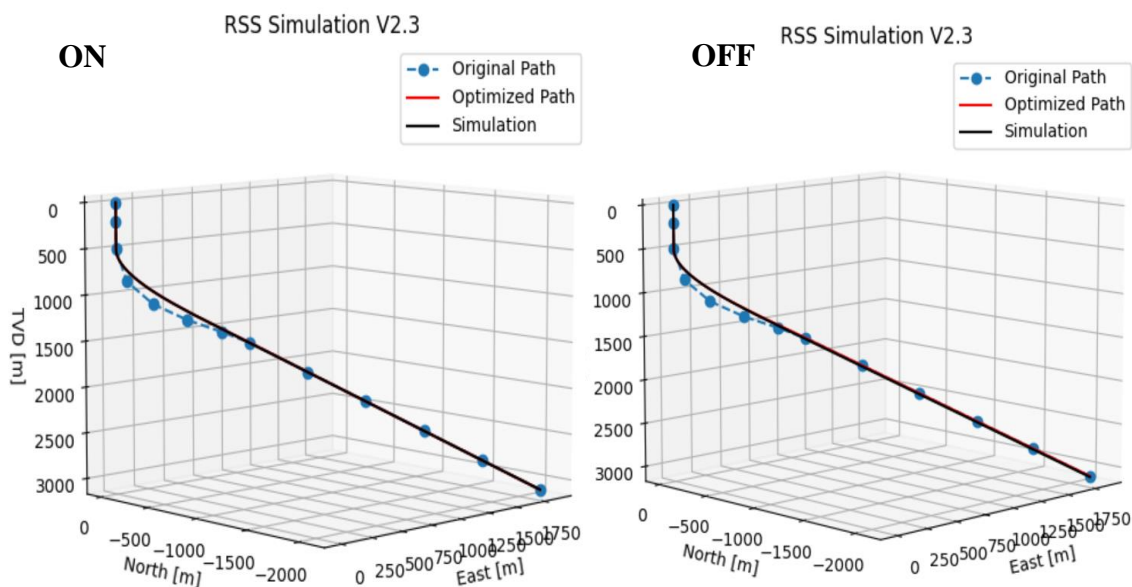 RSS Simulation V2.3
ON
Original Path
Optimized Path
Simulation
0
500
1000
1500
2000
2500
3000
TVD [m]
0
−500
−1000
−1500
−2000
North [m]
0
250
500
750
1000
1250
1500
1750
East [m]
RSS Simulation V2.3
OFF
Original Path
Optimized Path
Simulation
0
500
1000
1500
2000
2500
3000
0
−500
−1000
−1500
−2000
North [m]
0
250
500
750
1000
1250
1500
1750
East [m]